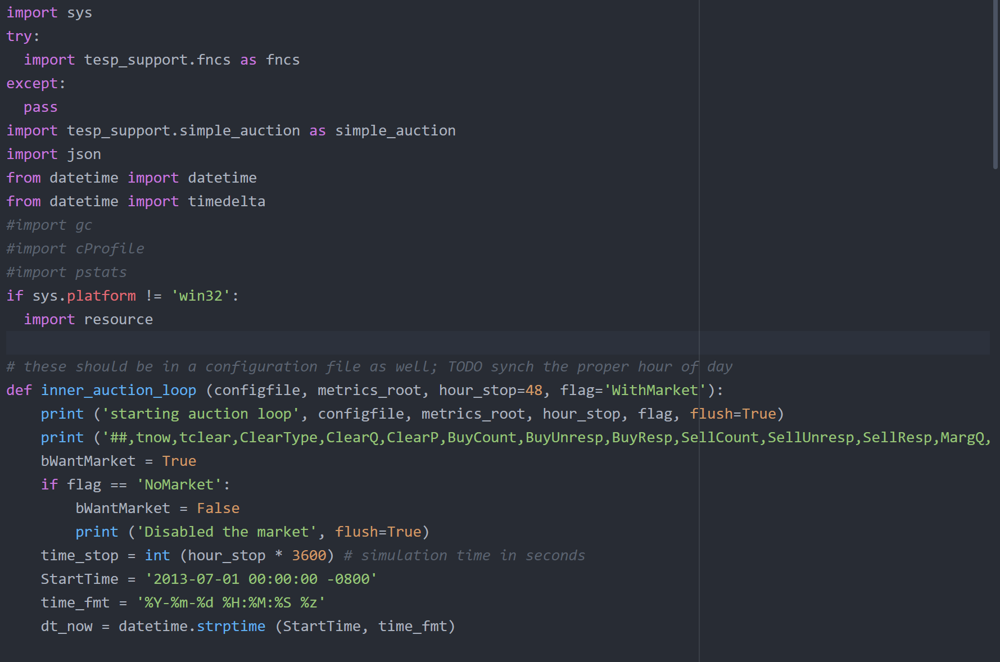 import sys
try:
  import tesp_support.fncs as fncs
except:
  pass
import tesp_support.simple_auction as simple_auction
import json
from datetime import datetime
from datetime import timedelta
#import gc
#import cProfile
#import pstats
if sys.platform != 'win32':
  import resource

# these should be in a configuration file as well; TODO synch the proper hour of day
def inner_auction_loop (configfile, metrics_root, hour_stop=48, flag='WithMarket'):
    print ('starting auction loop', configfile, metrics_root, hour_stop, flag, flush=True)
    print ('##,tnow,tclear,ClearType,ClearQ,ClearP,BuyCount,BuyUnresp,BuyResp,SellCount,SellUnresp,SellResp,MargQ,
    bWantMarket = True
    if flag == 'NoMarket':
        bWantMarket = False
        print ('Disabled the market', flush=True)
    time_stop = int (hour_stop * 3600) # simulation time in seconds
    StartTime = '2013-07-01 00:00:00 -0800'
    time_fmt = '%Y-%m-%d %H:%M:%S %z'
    dt_now = datetime.strptime (StartTime, time_fmt)